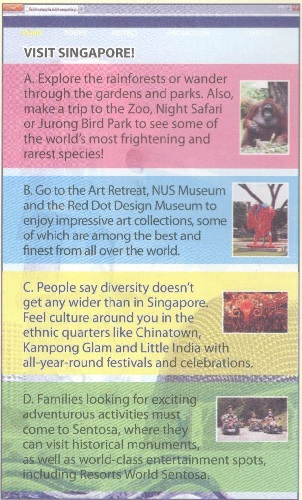 VISIT SINGAPORE!
A. Explore the rainforests or wander
through the gardens and parks. Also,
make a trip to the Zoo, Night Safari
or Jurong Bird Park to see some of
the world's most frightening and
rarest species!
B. Go to the Art Retreat, NUS Museum
and the Red Dot Design Museum to
enjoy impressive art collections, some
of which are among the best and
finest from all over the world.
C. People say diversity doesn't
get any wider than in Singapore.
Feel culture around you in the
ethnic quarters like Chinatown,
Kampong Glam and Little India with
all-year-round festivals and celebrations.
D. Families looking for exciting
adventurous activities must
come to Sentosa, where they
can visit historical monuments,
as well as world-class entertainment spots,
including Resorts World Sentosa.